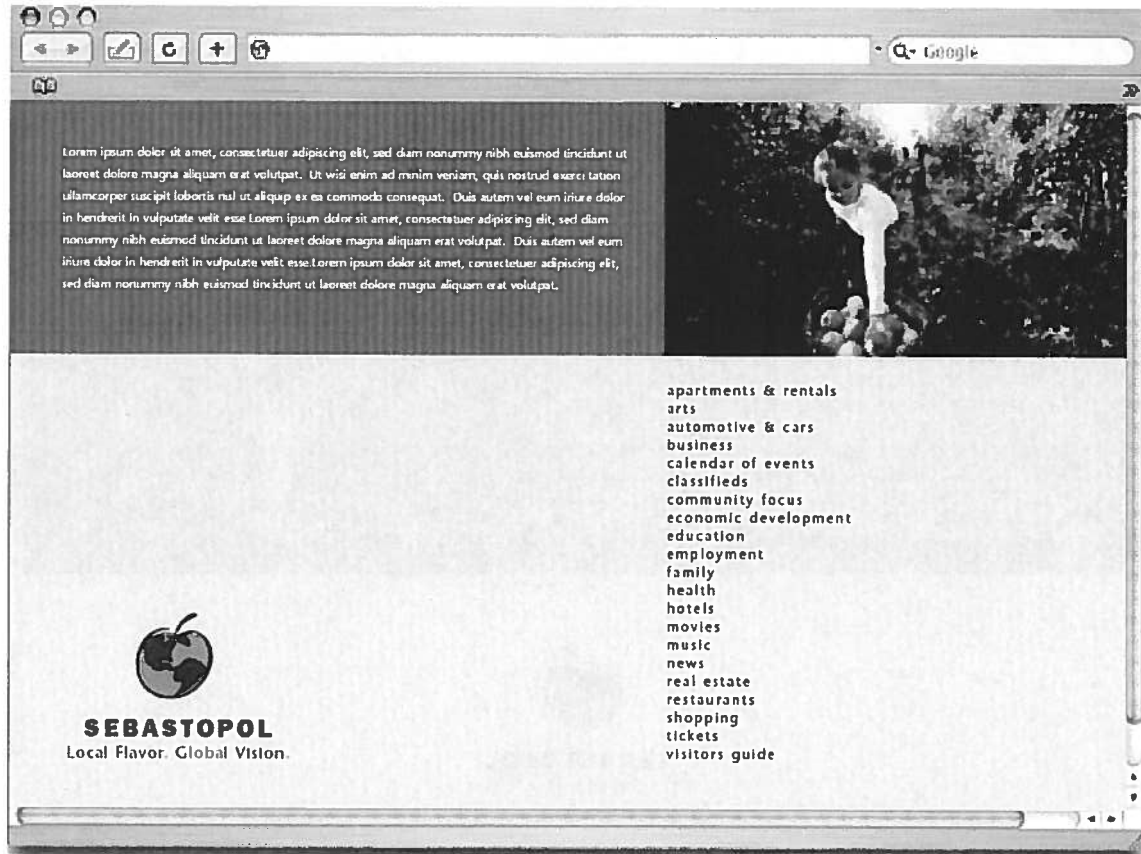 Google
Lorem ipsum dolor sit amet, consectetuer adipiscing elit, sed diam nonummy nibh euismod tincidunt ut
laoreet dolore magna aliquam erat volutpat. Ut wisi enim ad minim veniam, quis nostrud exerci tation
ullamcorper suscipit lobortis nisl ut aliquip ex ea commodo consequat. Duis autem vel eum iriure dolor
in hendrerit in vulputate velit esse Lorem ipsum dolor sit amet, consectetuer adipiscing elit, sed diam
nonummy nibh euismod tincidunt ut laoreet dolore magna aliquam erat volutpat. Duis autem vel eum
iriure dolor in hendrerit in vulputate velit esse.Lorem ipsum dolor sit amet, consectetuer adipiscing elit,
sed diam nonummy nibh euismod tincidunt ut laoreet dolore magna aliquam erat volutpat.
apartments & rentals
arts
automotive & cars
business
calendar of events
classifieds
community focus
economic development
education
employment
family
health
hotels
movies
music
news
real estate
restaurants
shopping
tickets
visitors guide
SEBASTOPOL
Local Flavor. Global Vision.